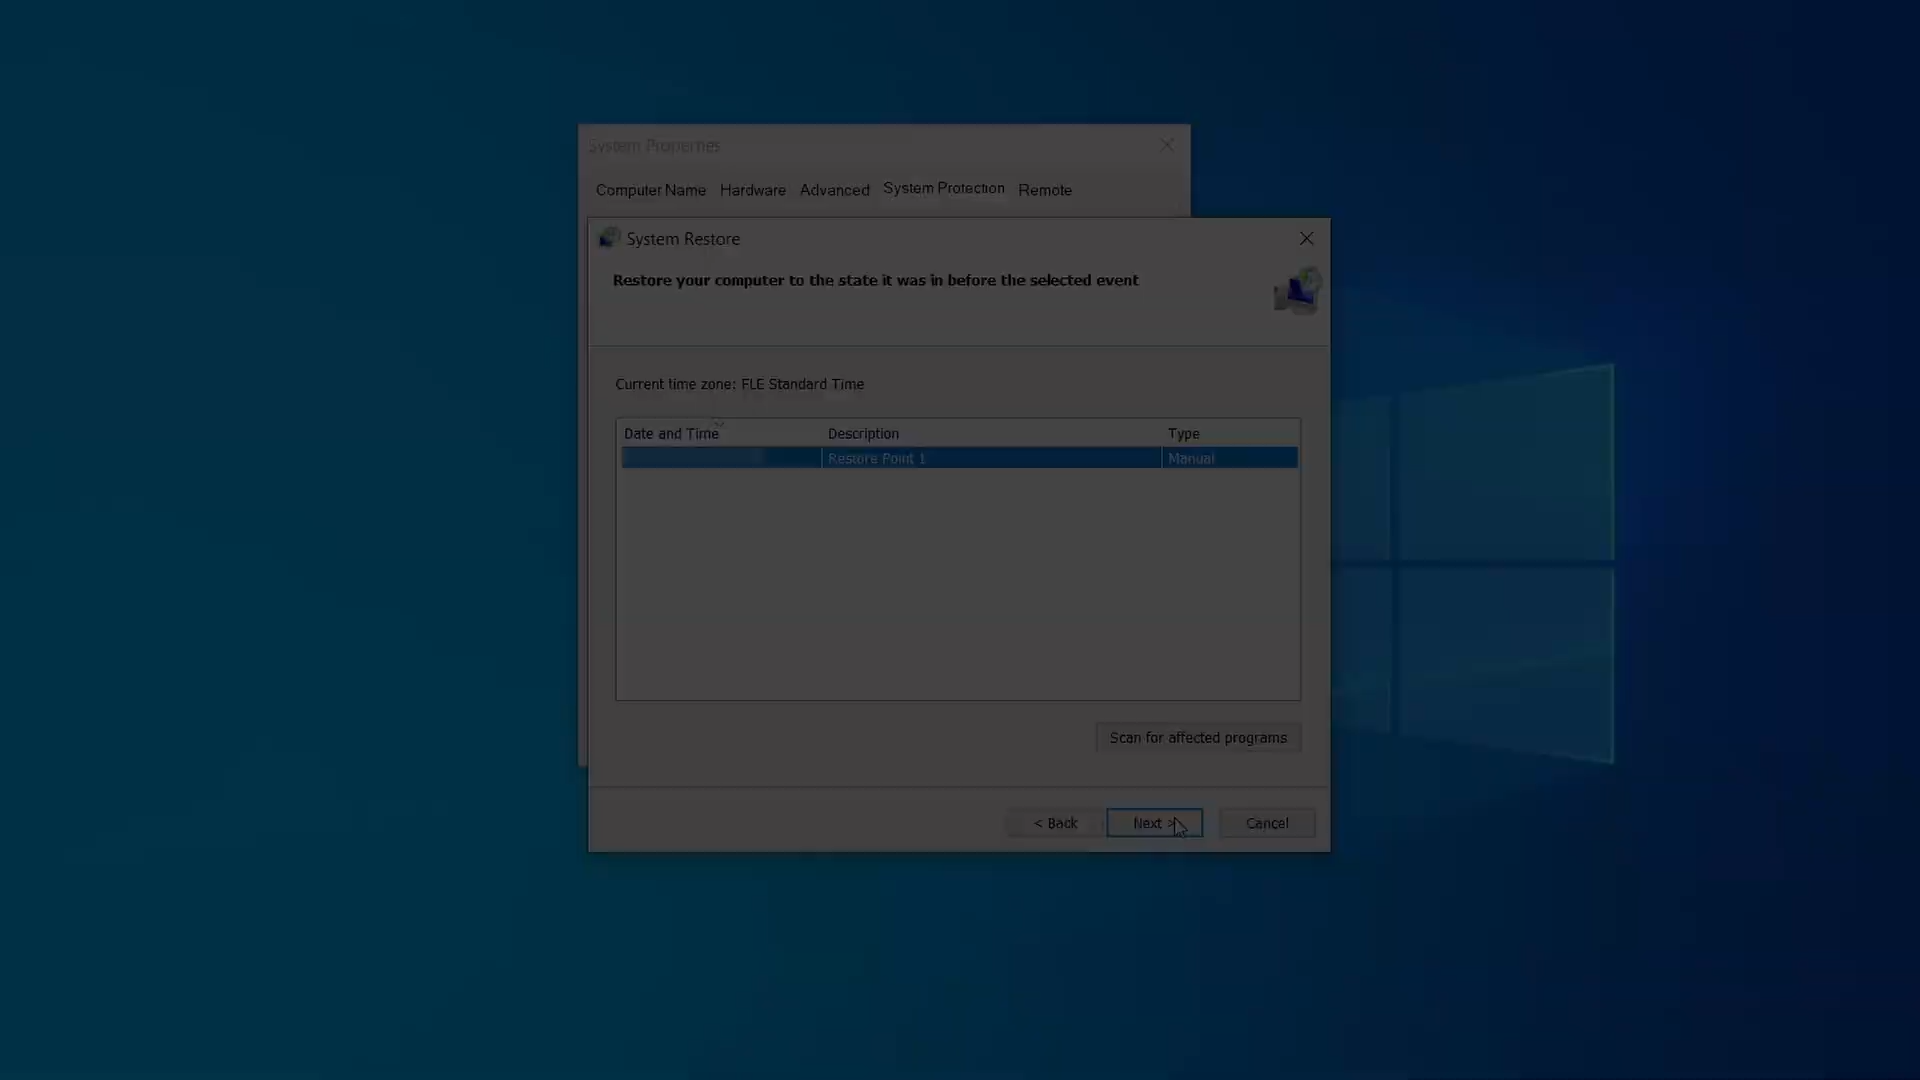 System Properties
Computer Name Hardware Advanced System Protection Remote
System Restore
Restore your computer to the state it was in before the selected event
Current time zone: FLE Standard Time
Date and Time Description Type
Restore Point 1 Manual
Scan for affected programs
< Back Next > Cancel